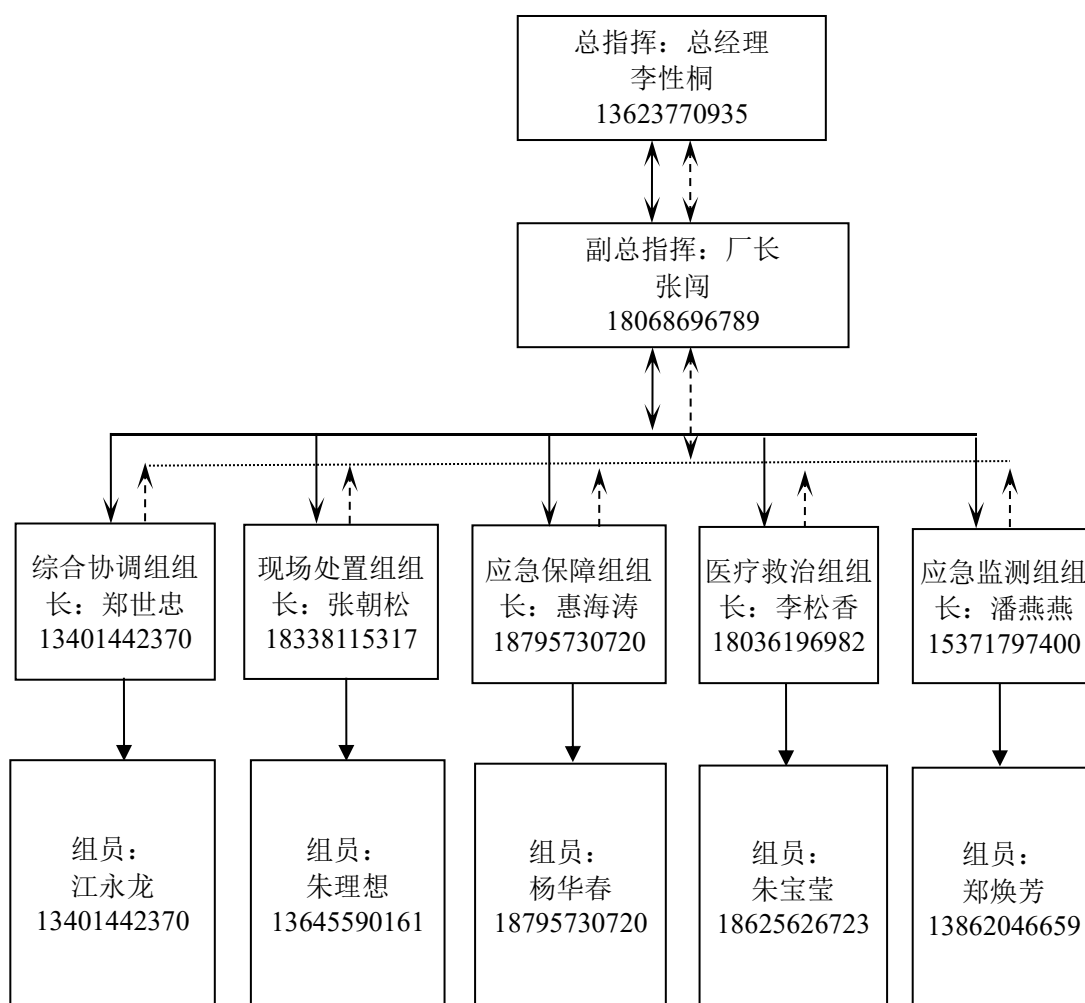 总指挥：总经理
李性桐
13623770935
副总指挥：厂长
张闯
18068696789
综合协调组组
长：郑世忠
13401442370
现场处置组组
长：张朝松
18338115317
应急保障组组
长：惠海涛
18795730720
医疗救治组组
长：李松香
18036196982
应急监测组组
长：潘燕燕
15371797400
组员：
江永龙
13401442370
组员：
朱理想
13645590161
组员：
杨华春
18795730720
组员：
朱宝莹
18625626723
组员：
郑焕芳
13862046659